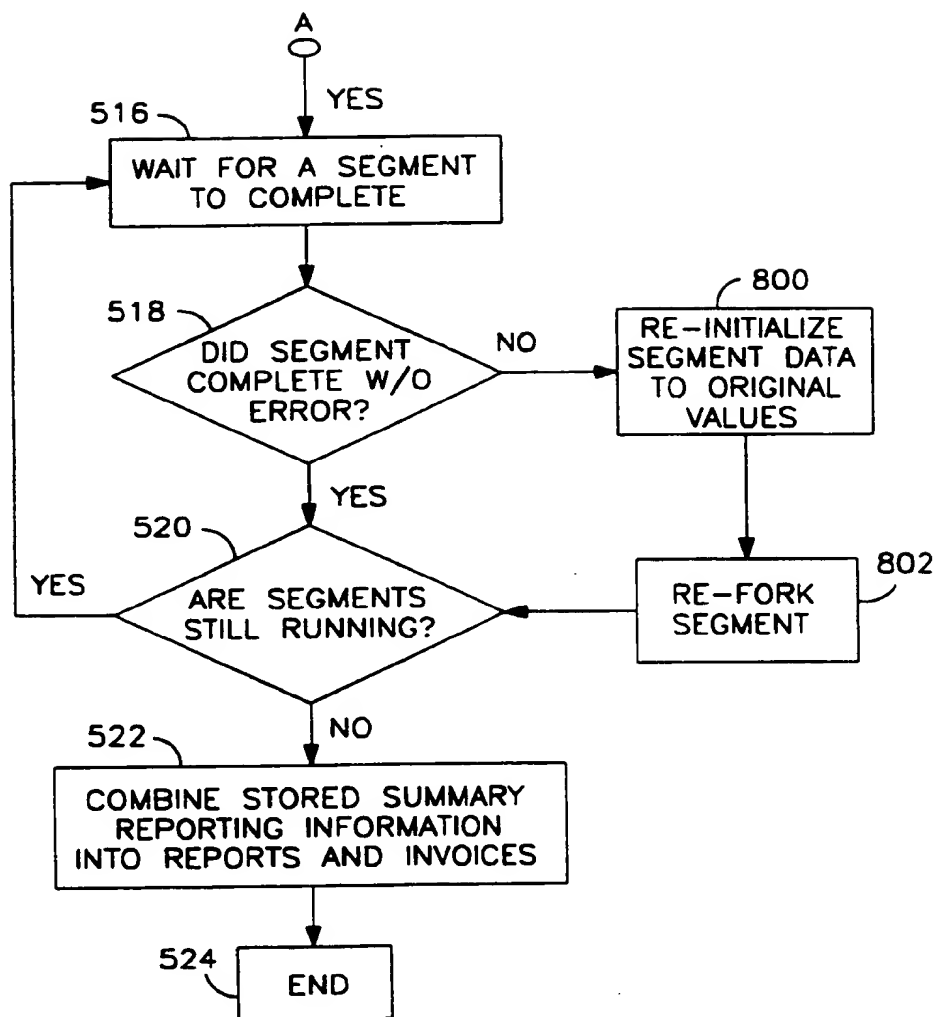 A
YES
516
WAIT FOR A SEGMENT
TO COMPLETE
518
DID SEGMENT
COMPLETE W/O
ERROR?
NO
800
RE-INITIALIZE
SEGMENT DATA
TO ORIGINAL
VALUES
YES
520
YES
ARE SEGMENTS
STILL RUNNING?
RE-FORK
SEGMENT
802
NO
522
COMBINE STORED SUMMARY
REPORTING INFORMATION
INTO REPORTS AND INVOICES
524
END